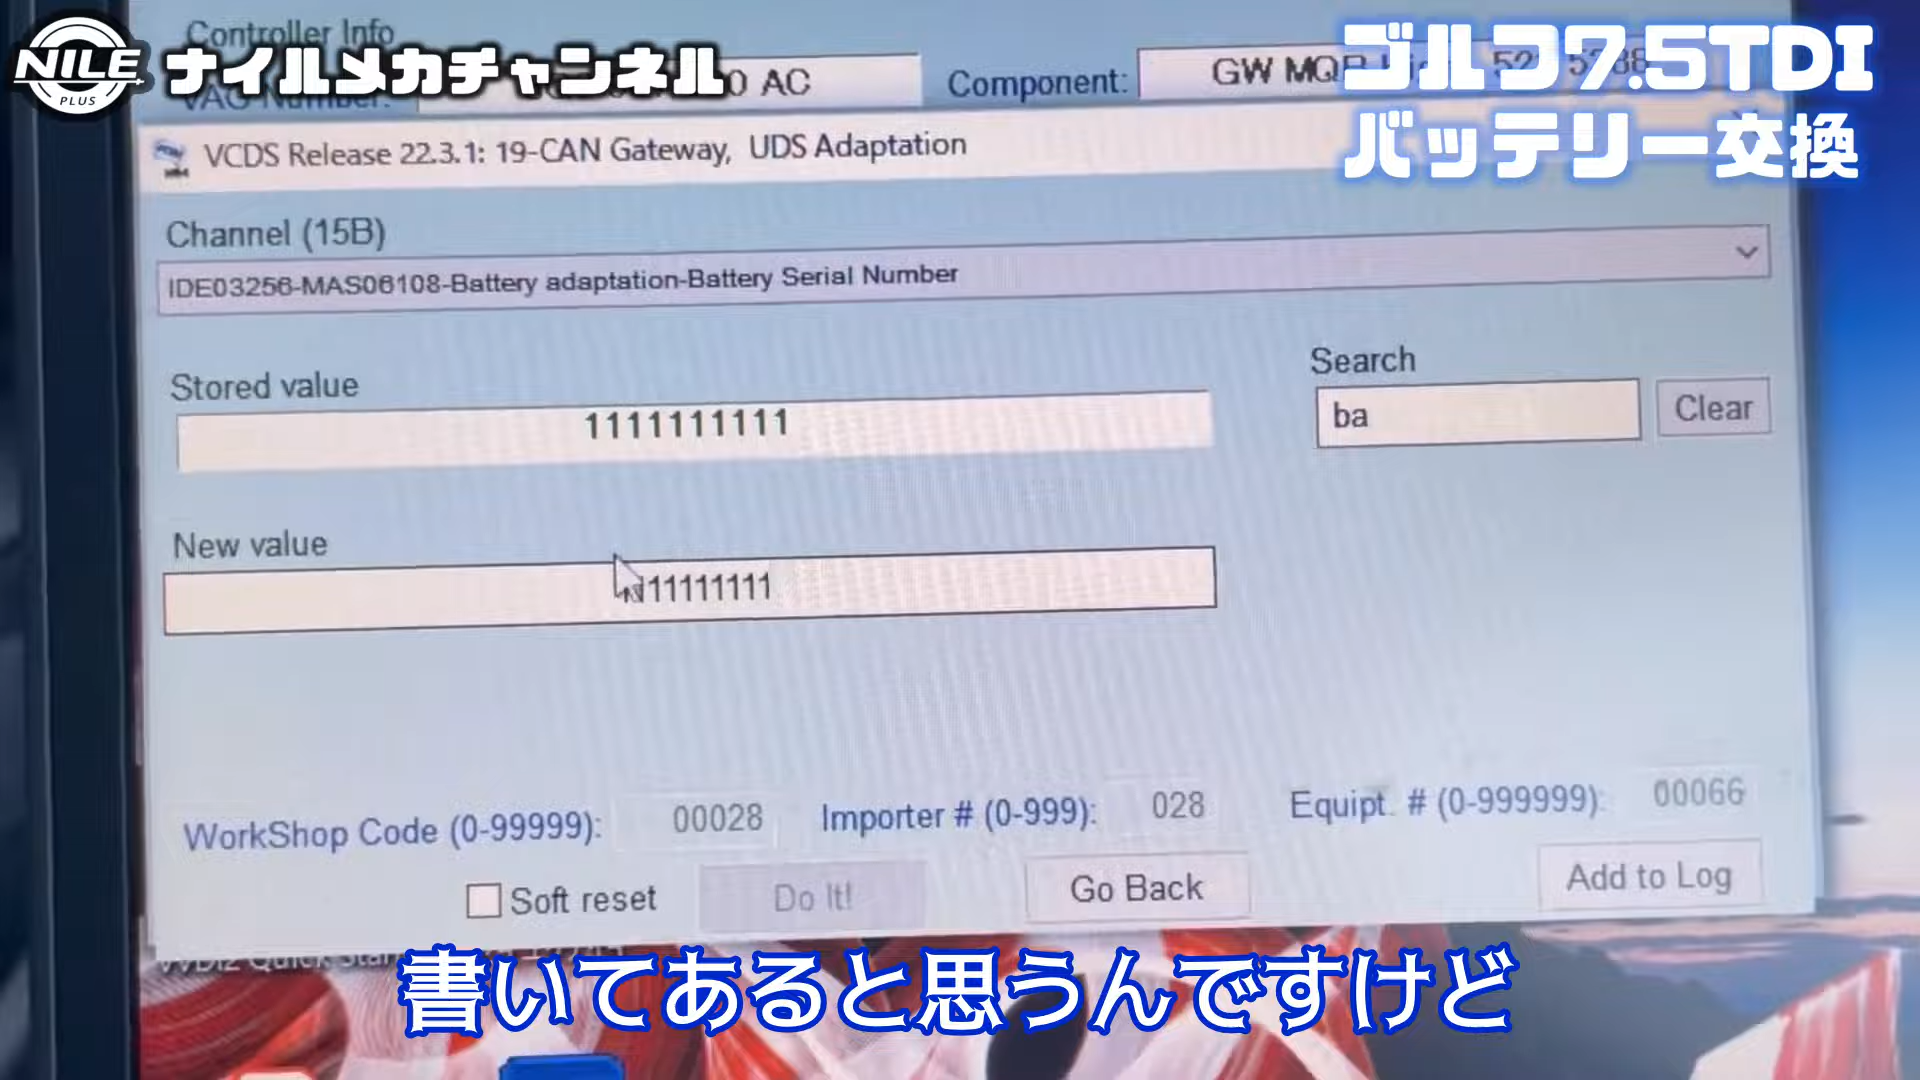 Controller Info
NILE PLUS
ナイルメカチャンネル
ゴルフ7.5TDI
バッテリー交換
VAG Number:
AC
Component:
GW
VCDS Release 22.3.1: 19-CAN Gateway, UDS Adaptation
Channel (15B)
IDE03256-MAS06108-Battery adaptation-Battery Serial Number
Stored value
1111111111
Search
ba
Clear
New value
WorkShop Code (0-99999):
00028
Importer # (0-999):
028
Equipt. # (0-999999):
00066
Soft reset
Do It!
Go Back
Add to Log
書いてあると思うんですけど